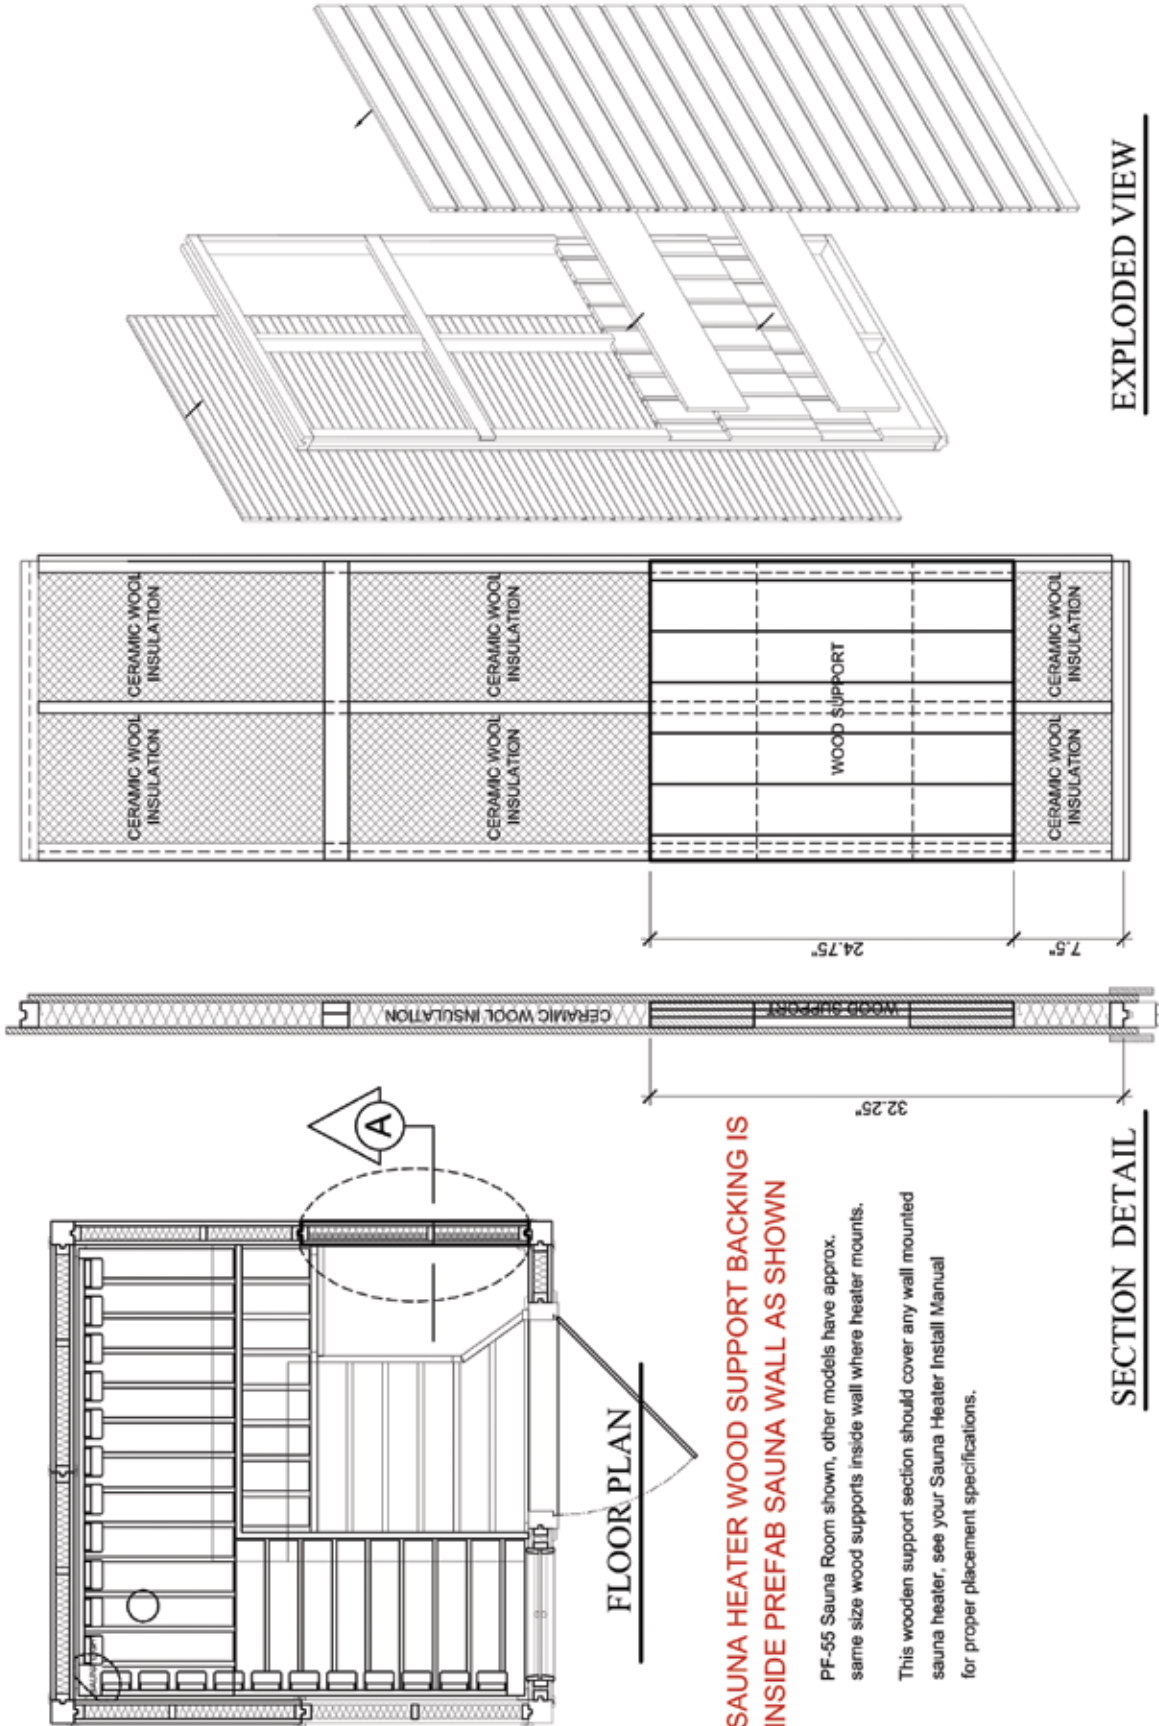 FLOOR PLAN
A
SAUNA HEATER WOOD SUPPORT BACKING IS
INSIDE PREFAB SAUNA WALL AS SHOWN
PF-55 Sauna Room shown, other models have approx.
same size wood supports inside wall where heater mounts.
This wooden support section should cover any wall mounted
sauna heater, see your Sauna Heater Install Manual
for proper placement specifications.
SECTION DETAIL
CERAMIC WOOL INSULATION
WOOD SUPPORT
32.25"
24.75"
7.5"
CERAMIC WOOL
INSULATION
CERAMIC WOOL
INSULATION
CERAMIC WOOL
INSULATION
CERAMIC WOOL
INSULATION
WOOD SUPPORT
CERAMIC WOOL
INSULATION
CERAMIC WOOL
INSULATION
EXPLODED VIEW